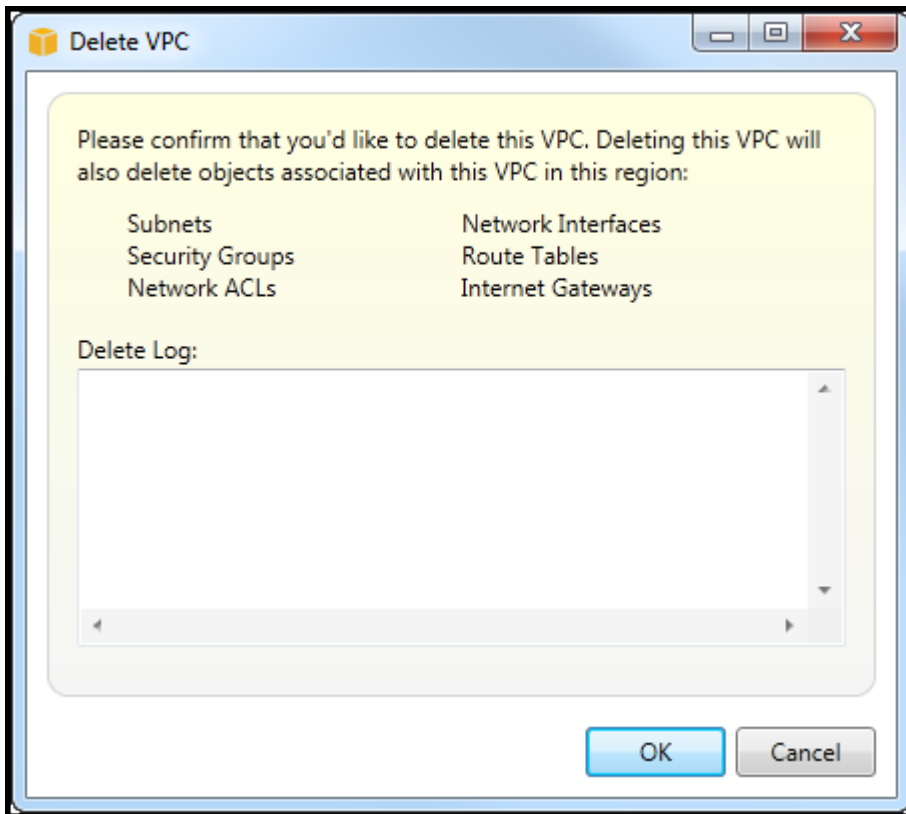 Delete VPC
Please confirm that you'd like to delete this VPC. Deleting this VPC will
also delete objects associated with this VPC in this region:
Subnets
Network Interfaces
Security Groups
Route Tables
Network ACLs
Internet Gateways
Delete Log:
OK
Cancel